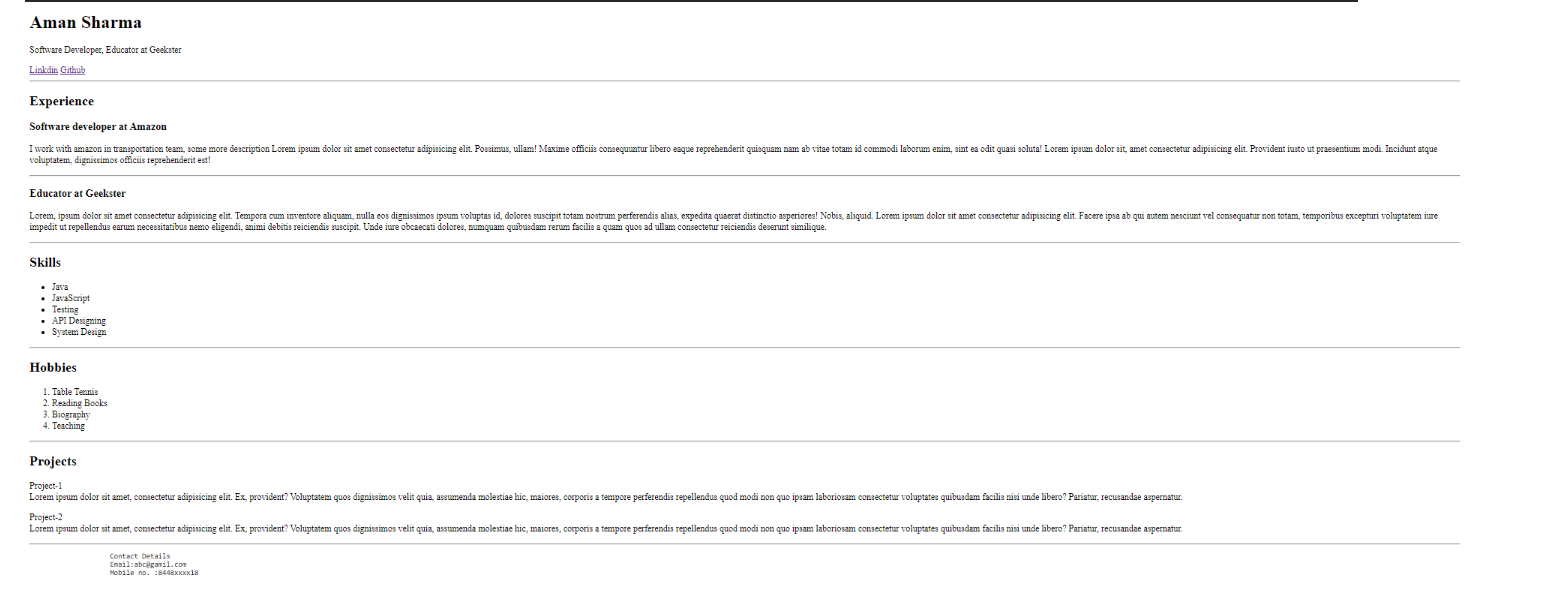 Aman Sharma
Software Developer, Educator at Geekster
Linkdin Github
Experience
Software developer at Amazon
I work with amazon in transportation team, some more description Lorem ipsum dolor sit amet consectetur adipisicing elit. Possimus, ullam! Maxime officiis consequuntur libero eaque reprehenderit quisquam nam ab vitae totam id commodi laborum enim, sint ea odit quasi soluta! Lorem ipsum dolor sit, amet consectetur adipisicing elit. Provident iusto ut praesentium modi. Incidunt atque
voluptatem, dignissimos officiis reprehenderit est!
Educator at Geekster
Lorem, ipsum dolor sit amet consectetur adipisicing elit. Tempora cum inventore aliquam, nulla eos dignissimos ipsum voluptas id, dolores suscipit totam nostrum perferendis alias, expedita quaerat distinctio asperiores! Nobis, aliquid. Lorem ipsum dolor sit amet consectetur adipisicing elit. Facere ipsa ab qui autem nesciunt vel consequatur non totam, temporibus excepturi voluptatem iure
impedit ut repellendus earum necessitatibus nemo eligendi, animi debitis reiciendis suscipit. Unde iure obcaecati dolores, numquam quibusdam rerum facilis a quam quos ad ullam consectetur reiciendis deserunt similique.
Skills
• Java
• JavaScript
• Testing
• API Designing
• System Design
Hobbies
1. Table Tennis
2. Reading Books
3. Biography
4. Teaching
Projects
Project-1
Lorem ipsum dolor sit amet, consectetur adipisicing elit. Ex, provident? Voluptatem quos dignissimos velit quia, assumenda molestiae hic, maiores, corporis a tempore perferendis repellendus quod modi non quo ipsam laboriosam consectetur voluptates quibusdam facilis nisi unde libero? Pariatur, recusandae aspernatur.
Project-2
Lorem ipsum dolor sit amet, consectetur adipisicing elit. Ex, provident? Voluptatem quos dignissimos velit quia, assumenda molestiae hic, maiores, corporis a tempore perferendis repellendus quod modi non quo ipsam laboriosam consectetur voluptates quibusdam facilis nisi unde libero? Pariatur, recusandae aspernatur.
Contact Details
Email:abc@gamil.com
Mobile no. :8448xxxx18